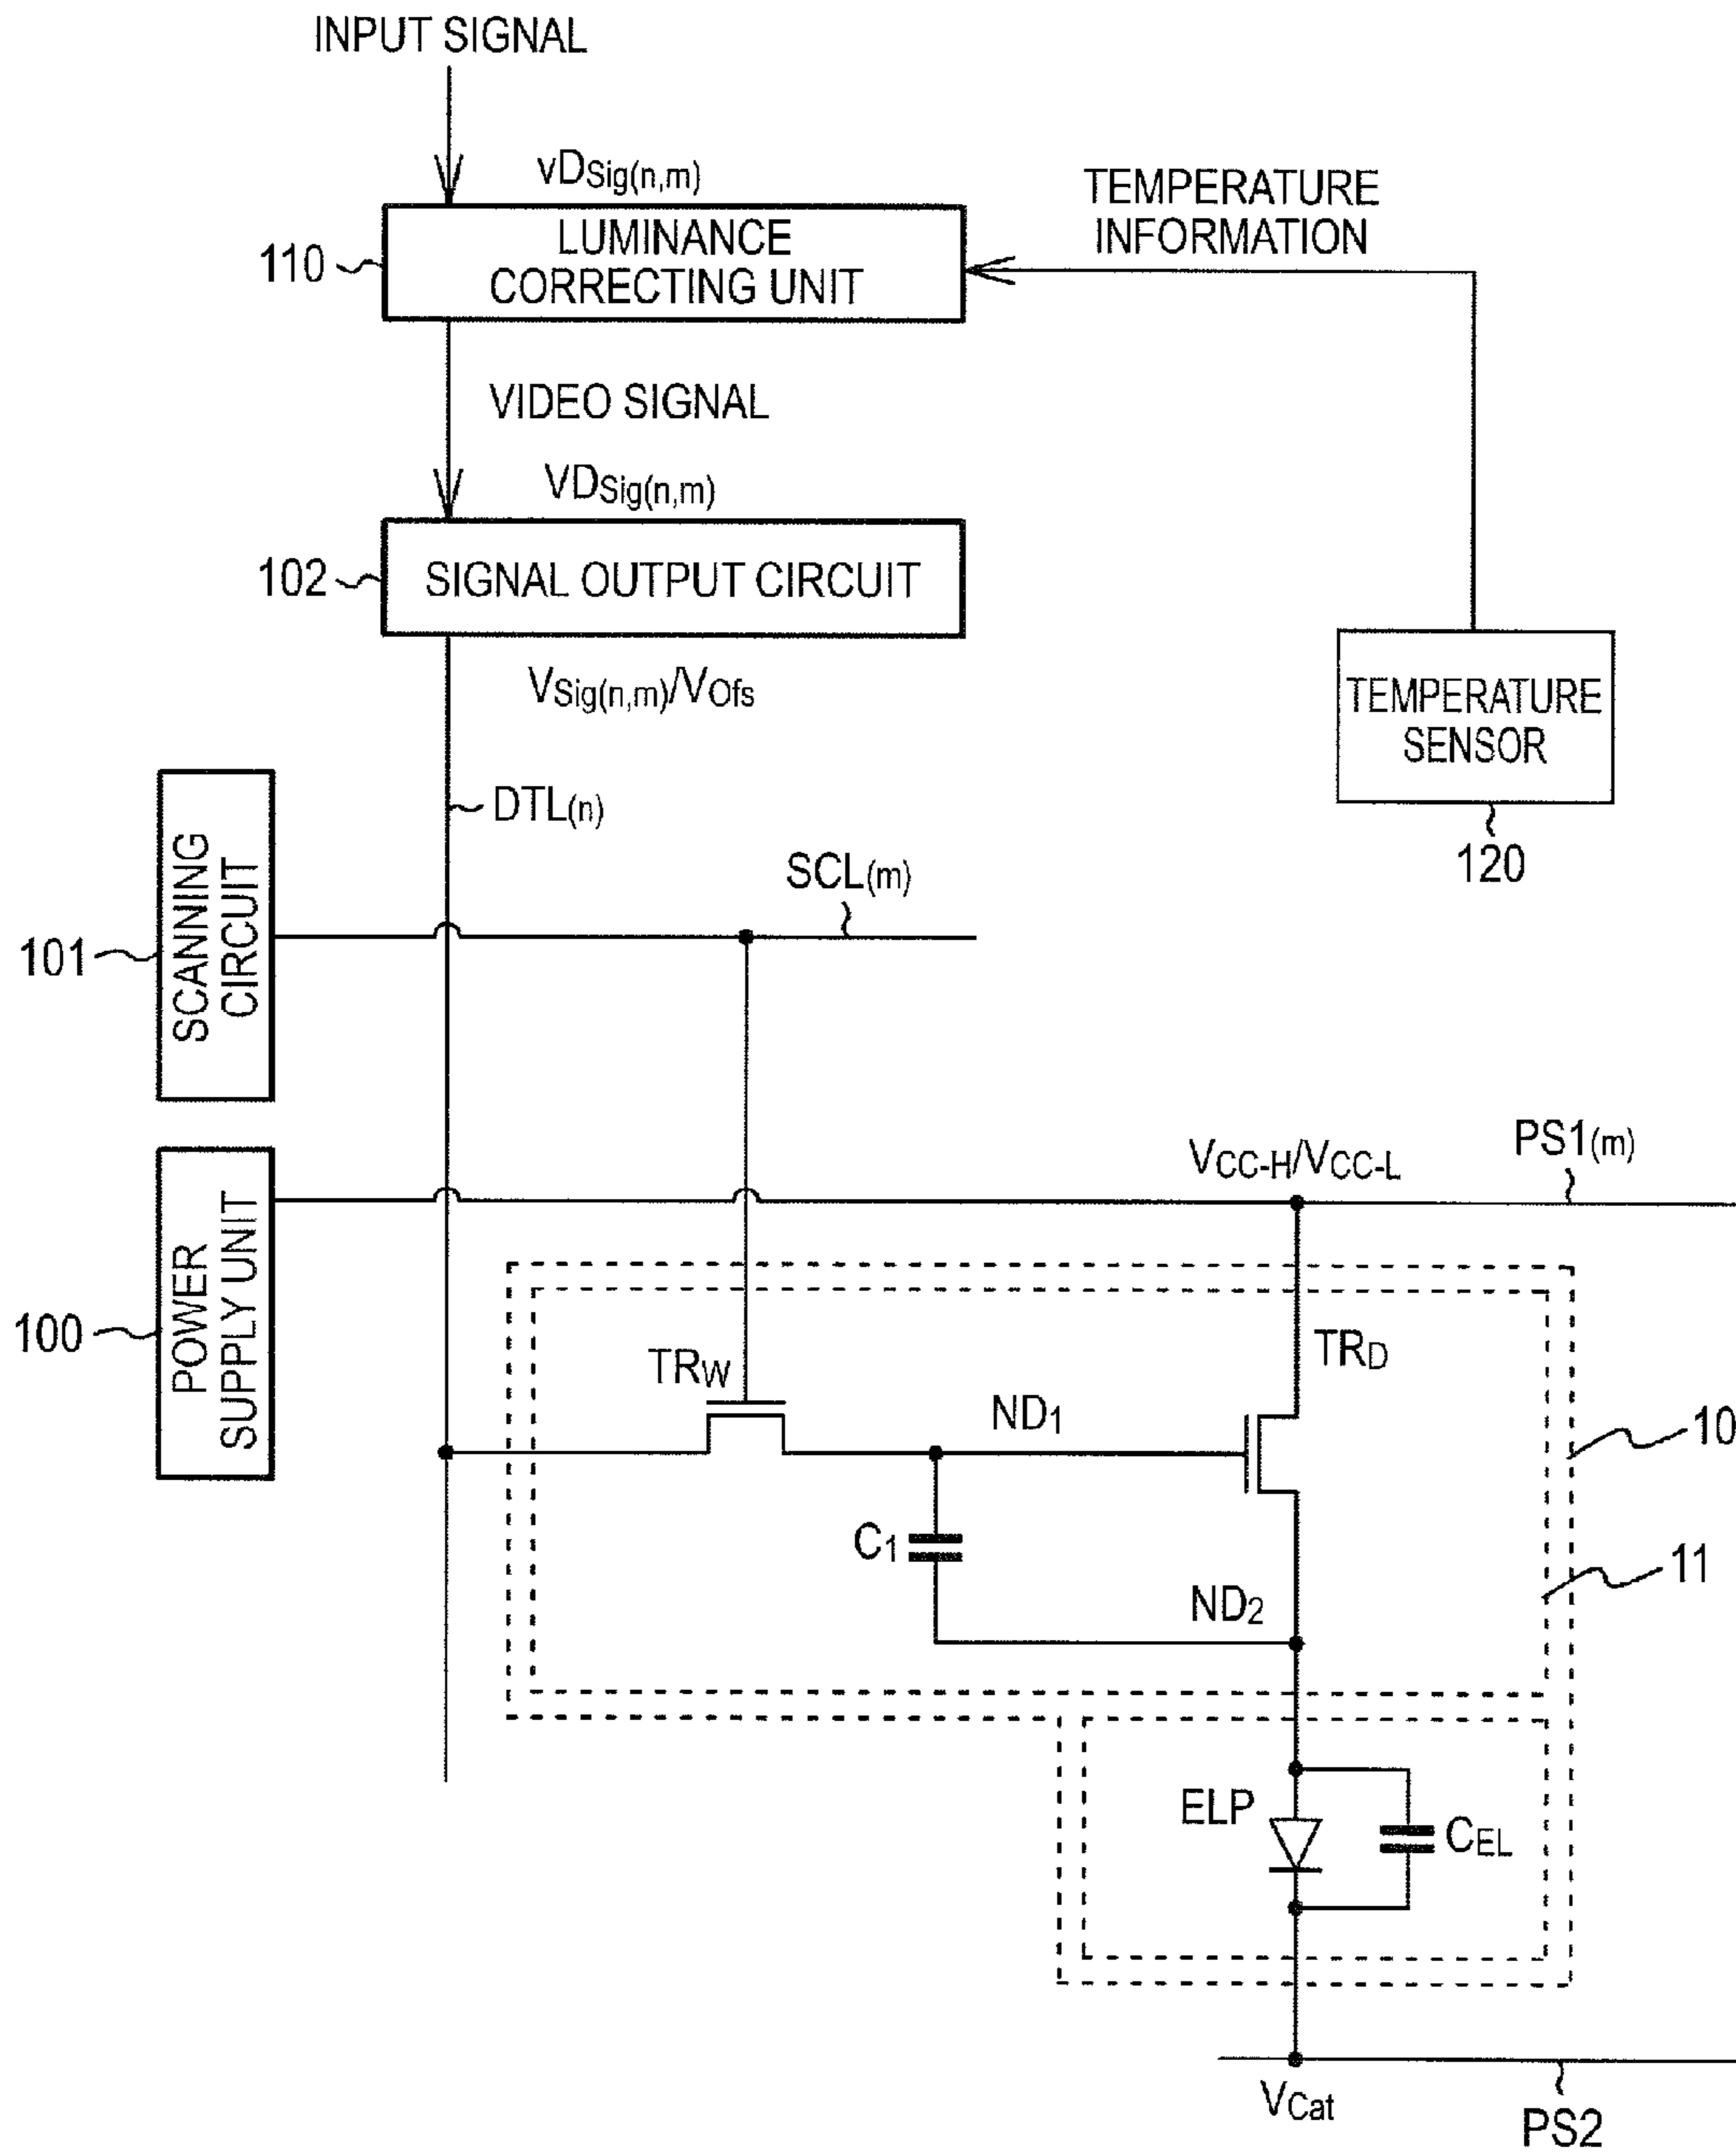 INPUT SIGNAL
vDSig(n,m)
TEMPERATURE
INFORMATION
110
LUMINANCE
CORRECTING UNIT
VIDEO SIGNAL
VDSig(n,m)
102
SIGNAL OUTPUT CIRCUIT
VSig(n,m)/VOfs
TEMPERATURE
SENSOR
120
DTL(n)
SCL(m)
101
SCANNING
CIRCUIT
VCC-H/VCC-L
PS1(m)
100
POWER
SUPPLY UNIT
TRW
ND1
TRD
10
C1
11
ND2
ELP
CEL
VCat
PS2